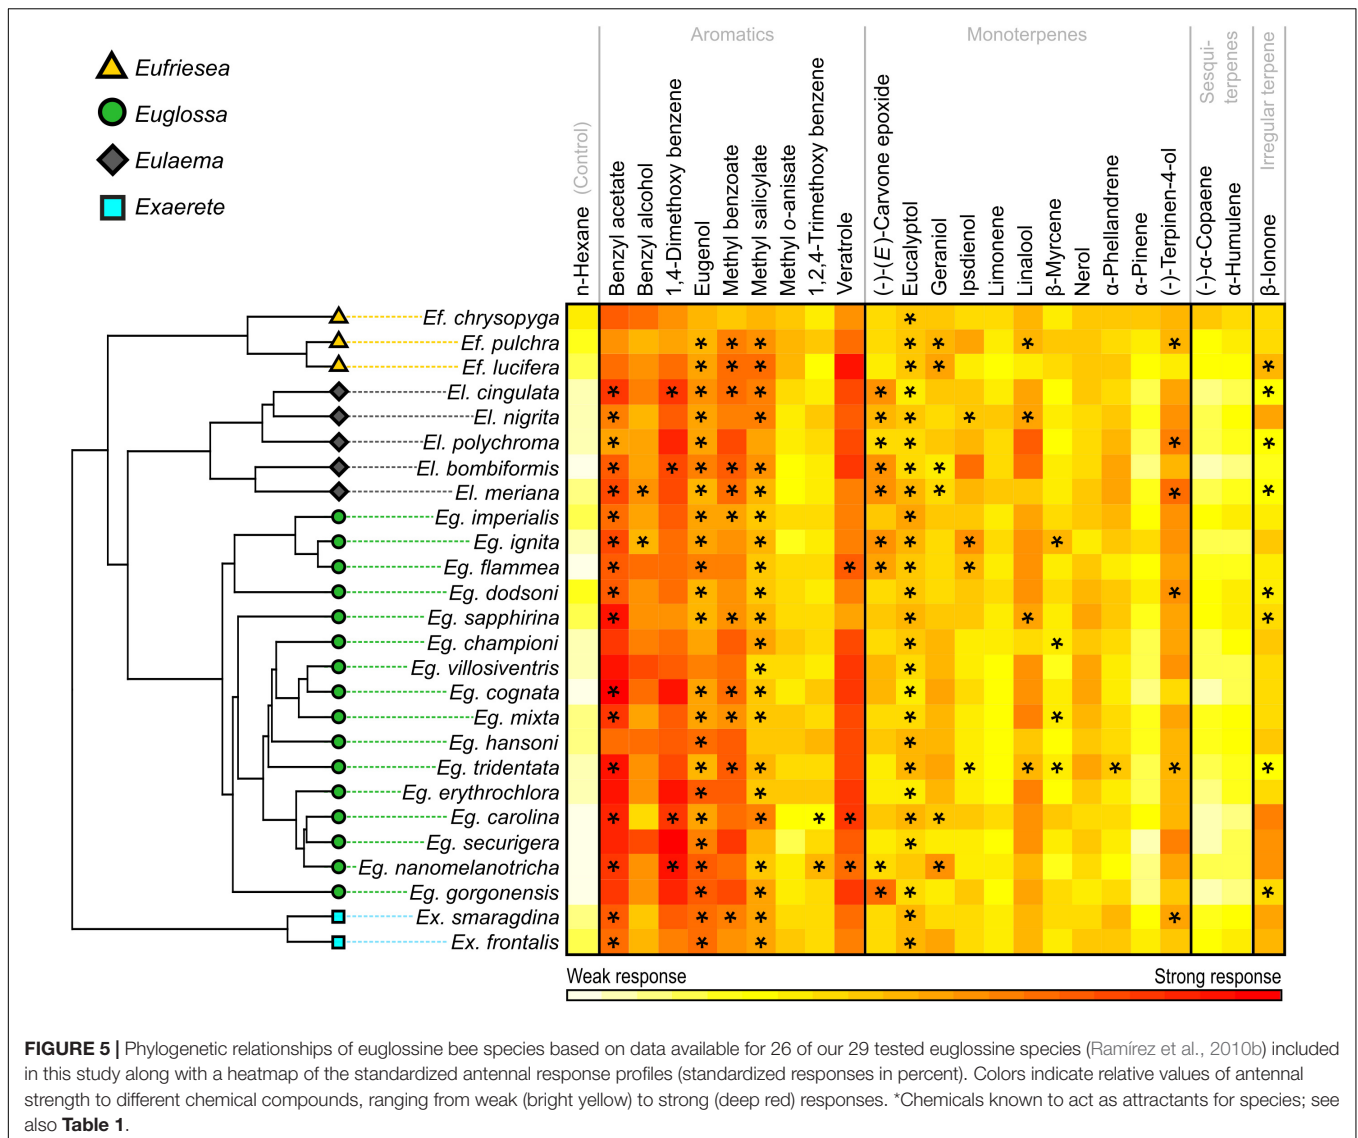 Eufriesea
Euglossa
Eulaema
Exaerete
Aromatics
Monoterpenes
Sesqui-
terpenes
Irregular terpene
n-Hexane (Control)
Benzyl acetate
Benzyl alcohol
1,4-Dimethoxy benzene
Eugenol
Methyl benzoate
Methyl salicylate
Methyl o-anisate
1,2,4-Trimethoxy benzene
Veratrole
(-)-(E)-Carvone epoxide
Eucalyptol
Geraniol
Ipsdienol
Limonene
Linalool
β-Myrcene
Nerol
α-Phellandrene
α-Pinene
(-)-Terpinen-4-ol
(-)-α-Copaene
α-Humulene
β-Ionone
Ef. chrysopyga *
Ef. pulchra * * * * * * *
Ef. lucifera * * * * * *
El. cingulata * * * * * * * *
El. nigrita * * * * * * *
El. polychroma * * * * * *
El. bombiformis * * * * * * * *
El. meriana * * * * * * * * * *
Eg. imperialis * * * * *
Eg. ignita * * * * * * * *
Eg. flammea * * * * * * *
Eg. dodsoni * * * * * *
Eg. sapphirina * * * * * * *
Eg. championi * * *
Eg. villosiventris * *
Eg. cognata * * * * *
Eg. mixta * * * * * *
Eg. hansoni * *
Eg. tridentata * * * * * * * * * * *
Eg. erythrochlora * * *
Eg. carolina * * * * * * * *
Eg. securigera * *
Eg. nanomelanotricha * * * * * * * *
Eg. gorgonensis * * * * *
Ex. smaragdina * * * * * *
Ex. frontalis * * * *
Weak response
Strong response
FIGURE 5 | Phylogenetic relationships of euglossine bee species based on data available for 26 of our 29 tested euglossine species (Ramírez et al., 2010b) included
in this study along with a heatmap of the standardized antennal response profiles (standardized responses in percent). Colors indicate relative values of antennal
strength to different chemical compounds, ranging from weak (bright yellow) to strong (deep red) responses. *Chemicals known to act as attractants for species; see
also Table 1.